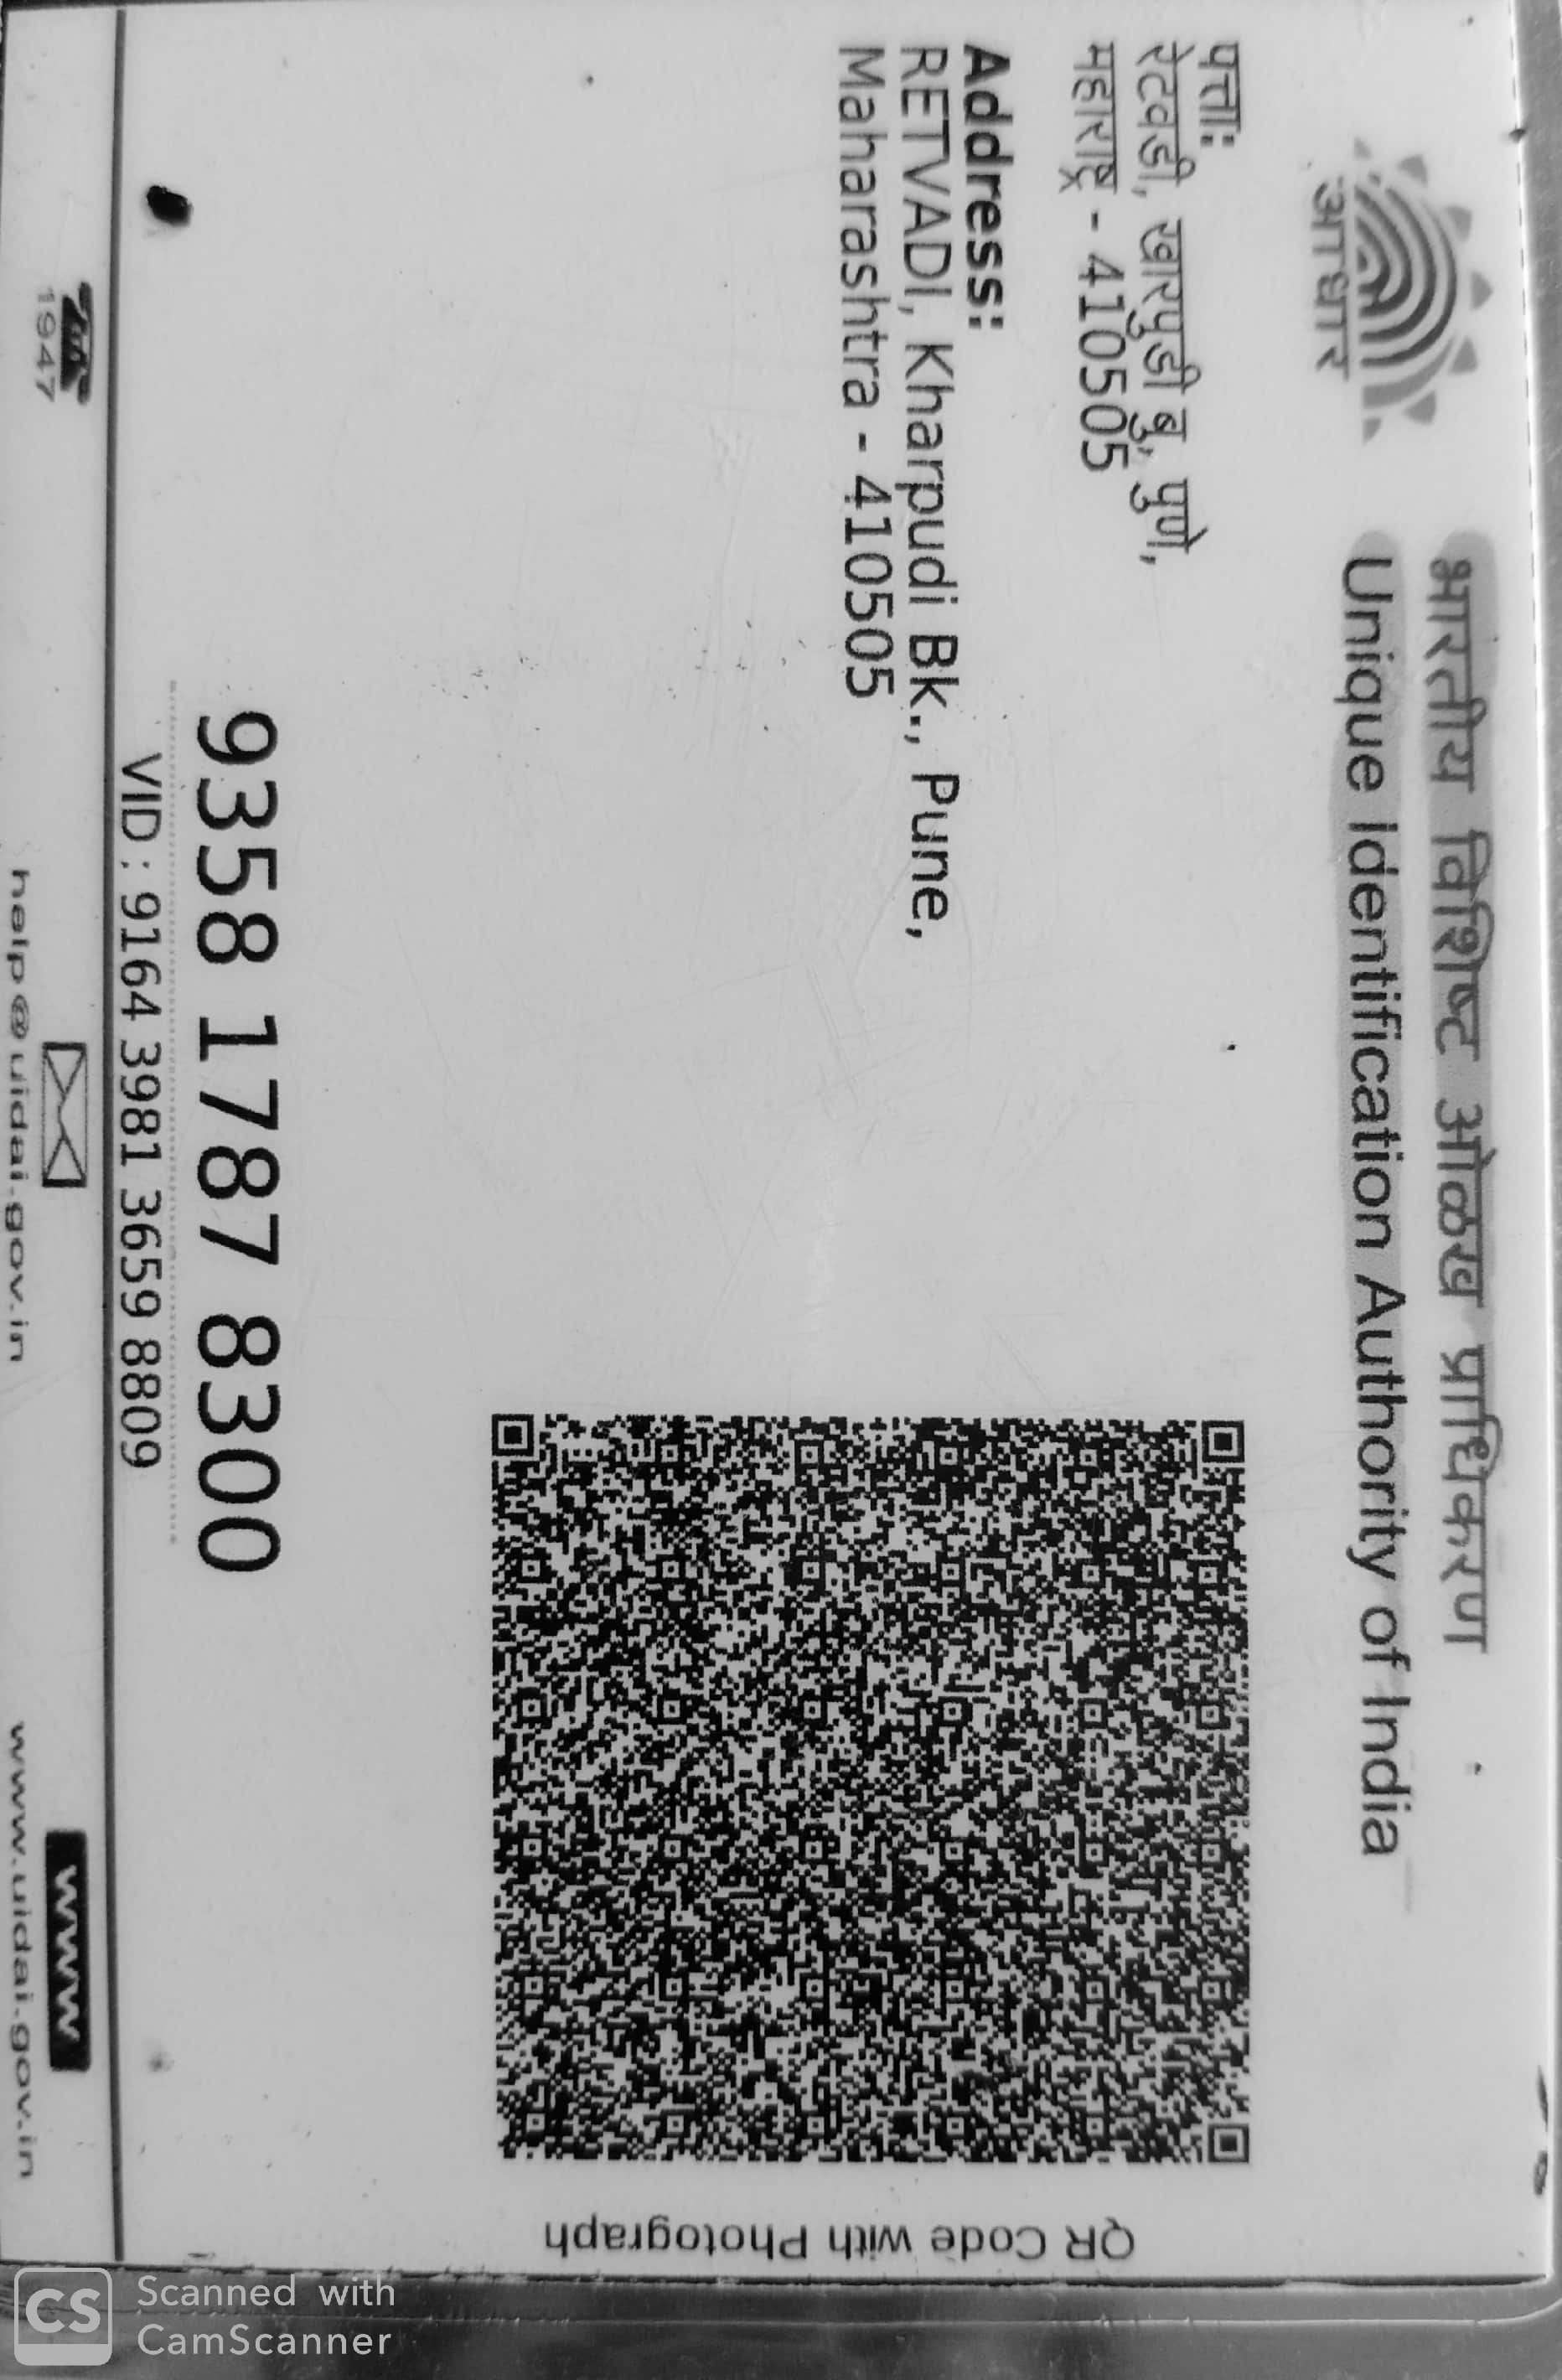 आधार
भारतीय विशिष्ट ओळख प्राधिकरण
Unique Identification Authority of India
पत्ता:
रेटवडी, खारपुडी बु, पुणे,
महाराष्ट्र - 410505
Address:
RETVADI, Kharpudi Bk., Pune,
Maharashtra - 410505
QR Code with Photograph
9358 1787 8300
VID : 9164 3981 3659 8809
1947
help@uidai.gov.in
www
www.uidai.gov.in
CS
Scanned with
CamScanner